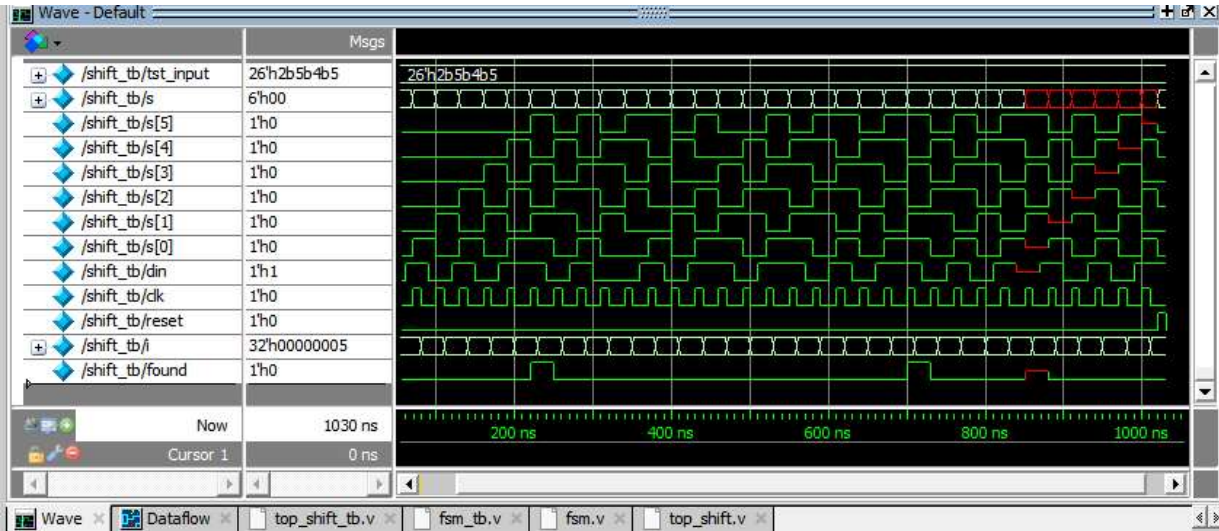 Wave - Default
Msgs
/shift_tb/tst_input 26'h2b5b4b5 26'h2b5b4b5
/shift_tb/s 6'h00
/shift_tb/s[5] 1'h0
/shift_tb/s[4] 1'h0
/shift_tb/s[3] 1'h0
/shift_tb/s[2] 1'h0
/shift_tb/s[1] 1'h0
/shift_tb/s[0] 1'h0
/shift_tb/din 1'h1
/shift_tb/clk 1'h0
/shift_tb/reset 1'h0
/shift_tb/i 32'h00000005
/shift_tb/found 1'h0
Now 1030 ns
200 ns 400 ns 600 ns 800 ns 1000 ns
Cursor 1 0 ns
Wave Dataflow top_shift_tb.v fsm_tb.v fsm.v top_shift.v